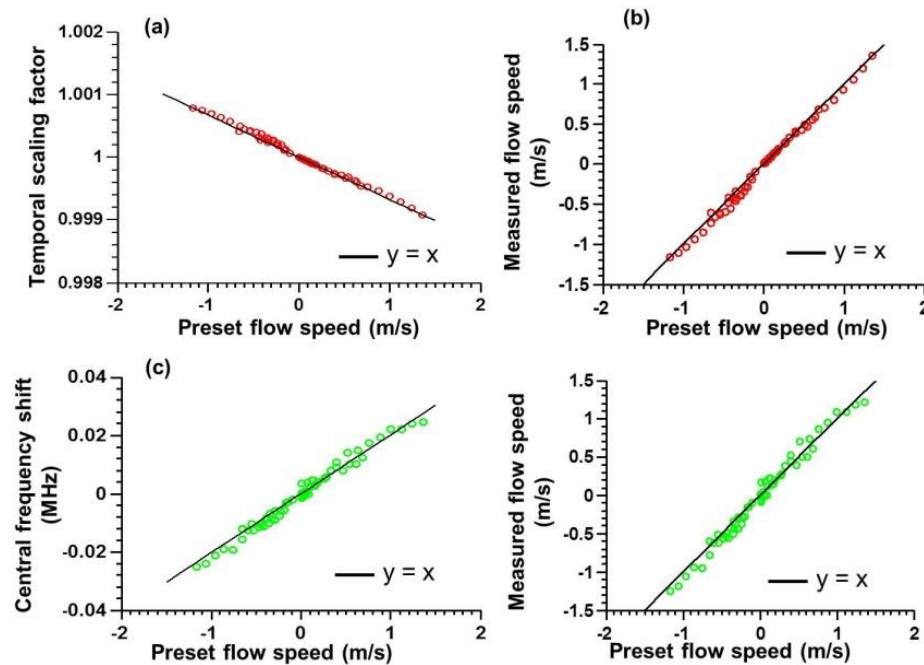 (a)
Temporal scaling factor
1.002
1.001
1
0.999
0.998
y = x
-2 -1 0 1 2
Preset flow speed (m/s)
(b)
Measured flow speed
(m/s)
1.5
1
0.5
0
-0.5
-1
-1.5
y = x
-2 -1 0 1 2
Preset flow speed (m/s)
(c)
Central frequency shift
(MHz)
0.04
0.02
0
-0.02
-0.04
y = x
-2 -1 0 1 2
Preset flow speed (m/s)
Measured flow speed
(m/s)
1.5
1
0.5
0
-0.5
-1
-1.5
y = x
-2 -1 0 1 2
Preset flow speed (m/s)